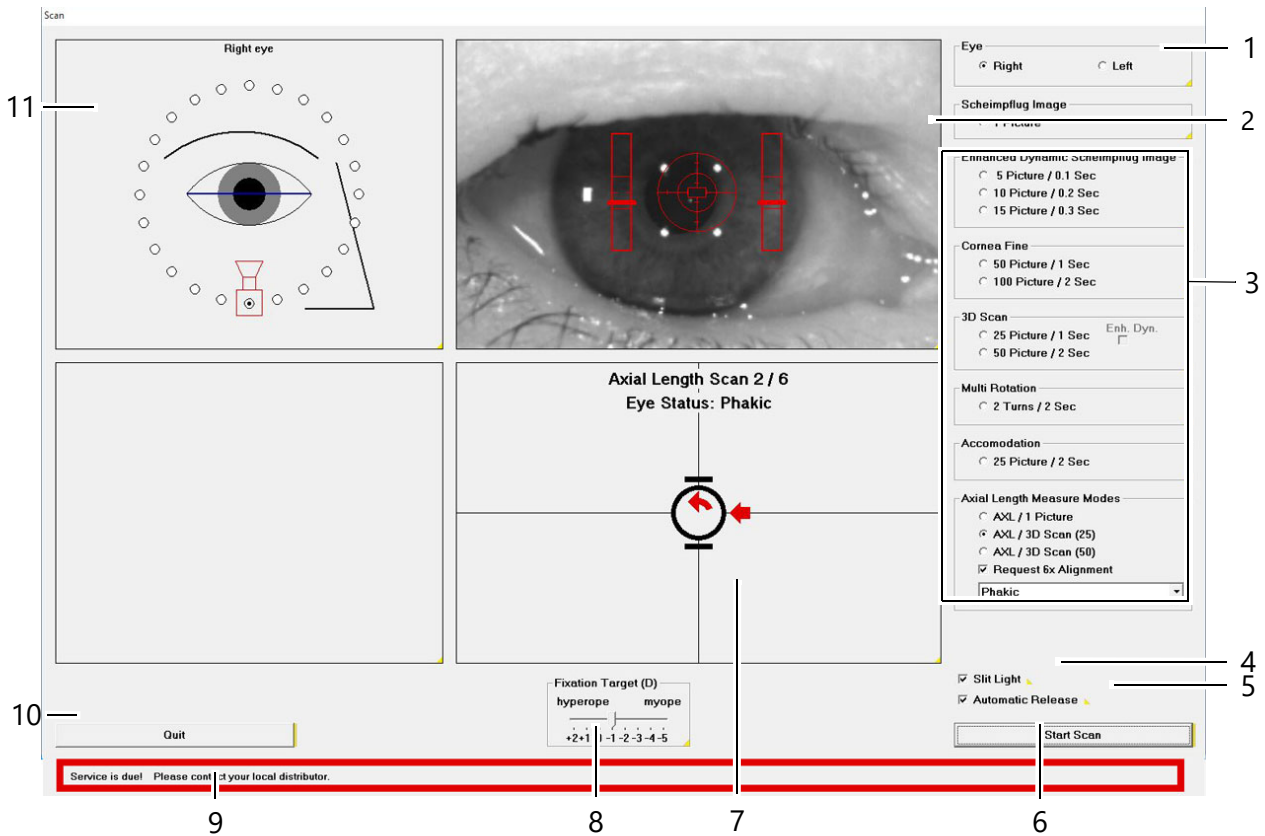 Scan
Right eye
11
Eye
Right Left
1
Scheimpflug Image
1 Picture
2
Enhanced Dynamic Scheimpflug Image
5 Picture / 0.1 Sec
10 Picture / 0.2 Sec
15 Picture / 0.3 Sec
Cornea Fine
50 Picture / 1 Sec
100 Picture / 2 Sec
3
3D Scan
25 Picture / 1 Sec Enh. Dyn.
50 Picture / 2 Sec
Multi Rotation
2 Turns / 2 Sec
Accomodation
25 Picture / 2 Sec
Axial Length Measure Modes
AXL / 1 Picture
AXL / 3D Scan (25)
AXL / 3D Scan (50)
Request 6x Alignment
Phakic
Axial Length Scan 2 / 6
Eye Status: Phakic
4
Slit Light
5
Automatic Release
Fixation Target (D)
hyperope myope
+2+1 0 -1 -2 -3 -4 -5
10
Quit
Start Scan
Service is due! Please contact your local distributor.
9
8
7
6